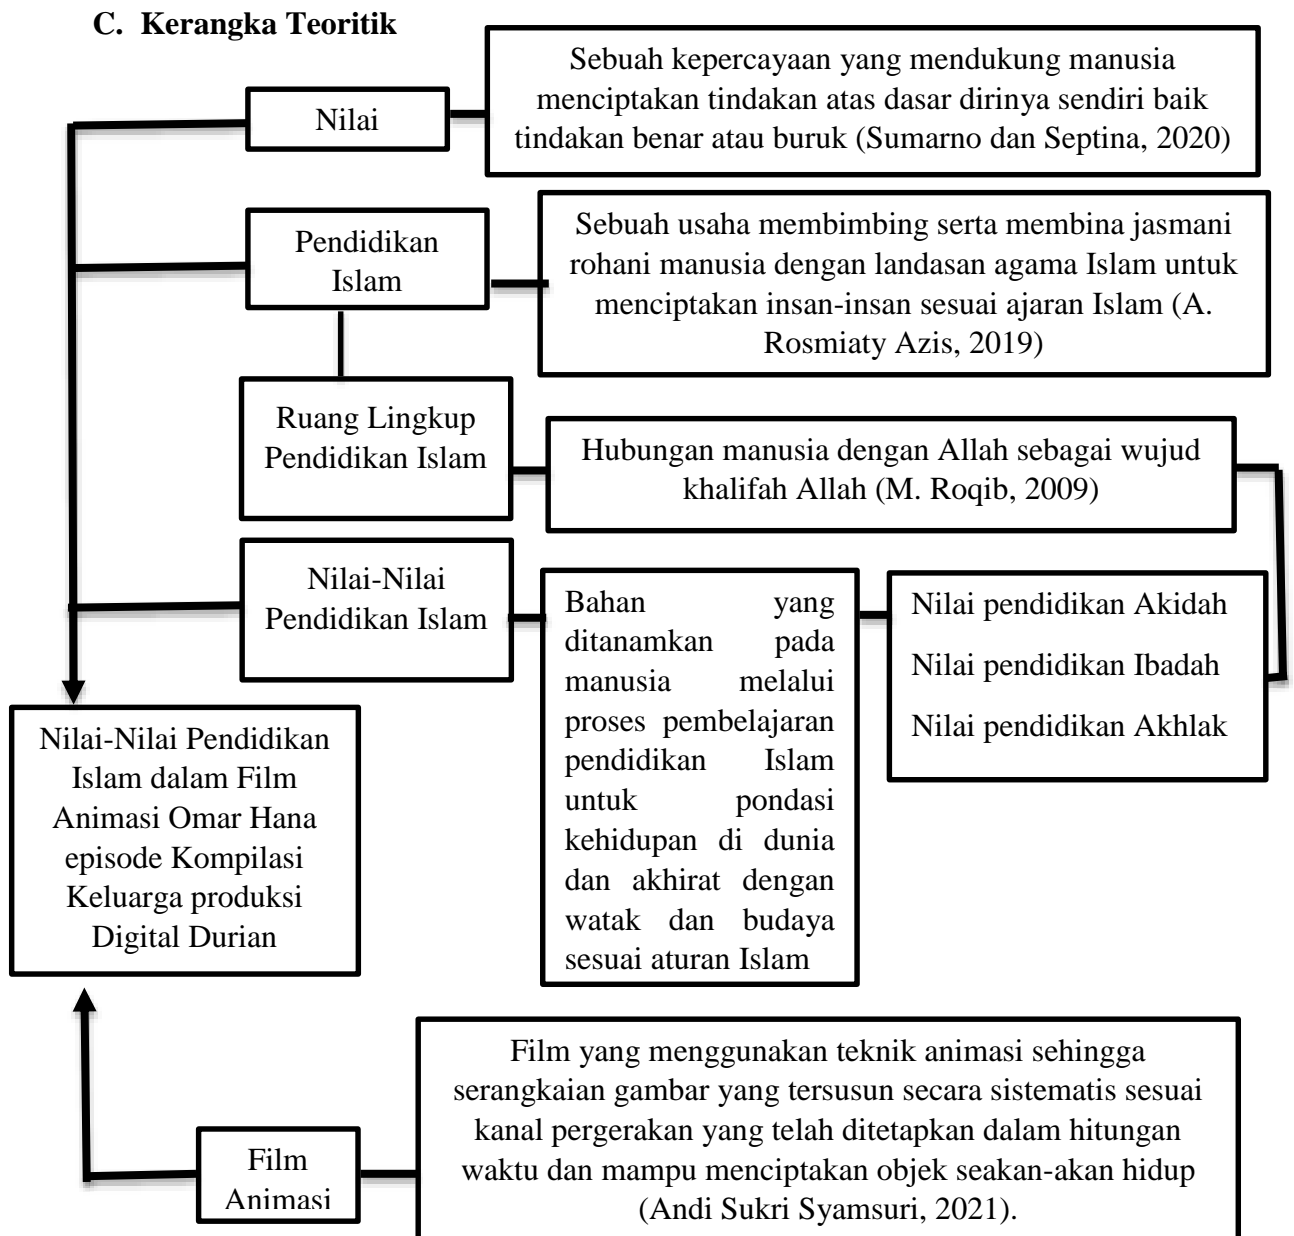 C. Kerangka Teoritik
Nilai
Sebuah kepercayaan yang mendukung manusia
menciptakan tindakan atas dasar dirinya sendiri baik
tindakan benar atau buruk (Sumarno dan Septina, 2020)
Pendidikan
Islam
Sebuah usaha membimbing serta membina jasmani
rohani manusia dengan landasan agama Islam untuk
menciptakan insan-insan sesuai ajaran Islam (A.
Rosmiaty Azis, 2019)
Ruang Lingkup
Pendidikan Islam
Hubungan manusia dengan Allah sebagai wujud
khalifah Allah (M. Roqib, 2009)
Nilai-Nilai
Pendidikan Islam
Bahan yang
ditanamkan pada
manusia melalui
proses pembelajaran
pendidikan Islam
untuk pondasi
kehidupan di dunia
dan akhirat dengan
watak dan budaya
sesuai aturan Islam
Nilai pendidikan Akidah
Nilai pendidikan Ibadah
Nilai pendidikan Akhlak
Nilai-Nilai Pendidikan
Islam dalam Film
Animasi Omar Hana
episode Kompilasi
Keluarga produksi
Digital Durian
Film
Animasi
Film yang menggunakan teknik animasi sehingga
serangkaian gambar yang tersusun secara sistematis sesuai
kanal pergerakan yang telah ditetapkan dalam hitungan
waktu dan mampu menciptakan objek seakan-akan hidup
(Andi Sukri Syamsuri, 2021).